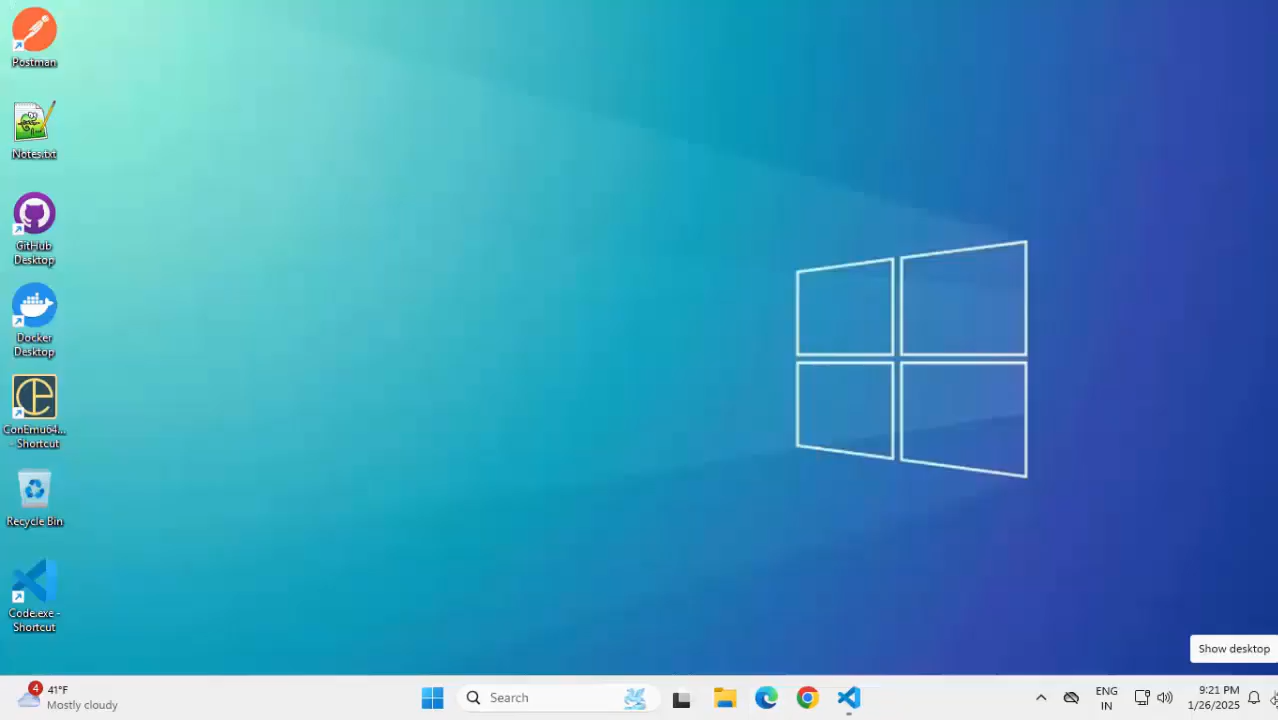 Postman
Notes.txt
GitHub
Desktop
Docker
Desktop
ConEmu64...
- Shortcut
Recycle Bin
Code.exe -
Shortcut
Show desktop
4
41°F
Mostly cloudy
Search
ENG
IN
9:21 PM
1/26/2025